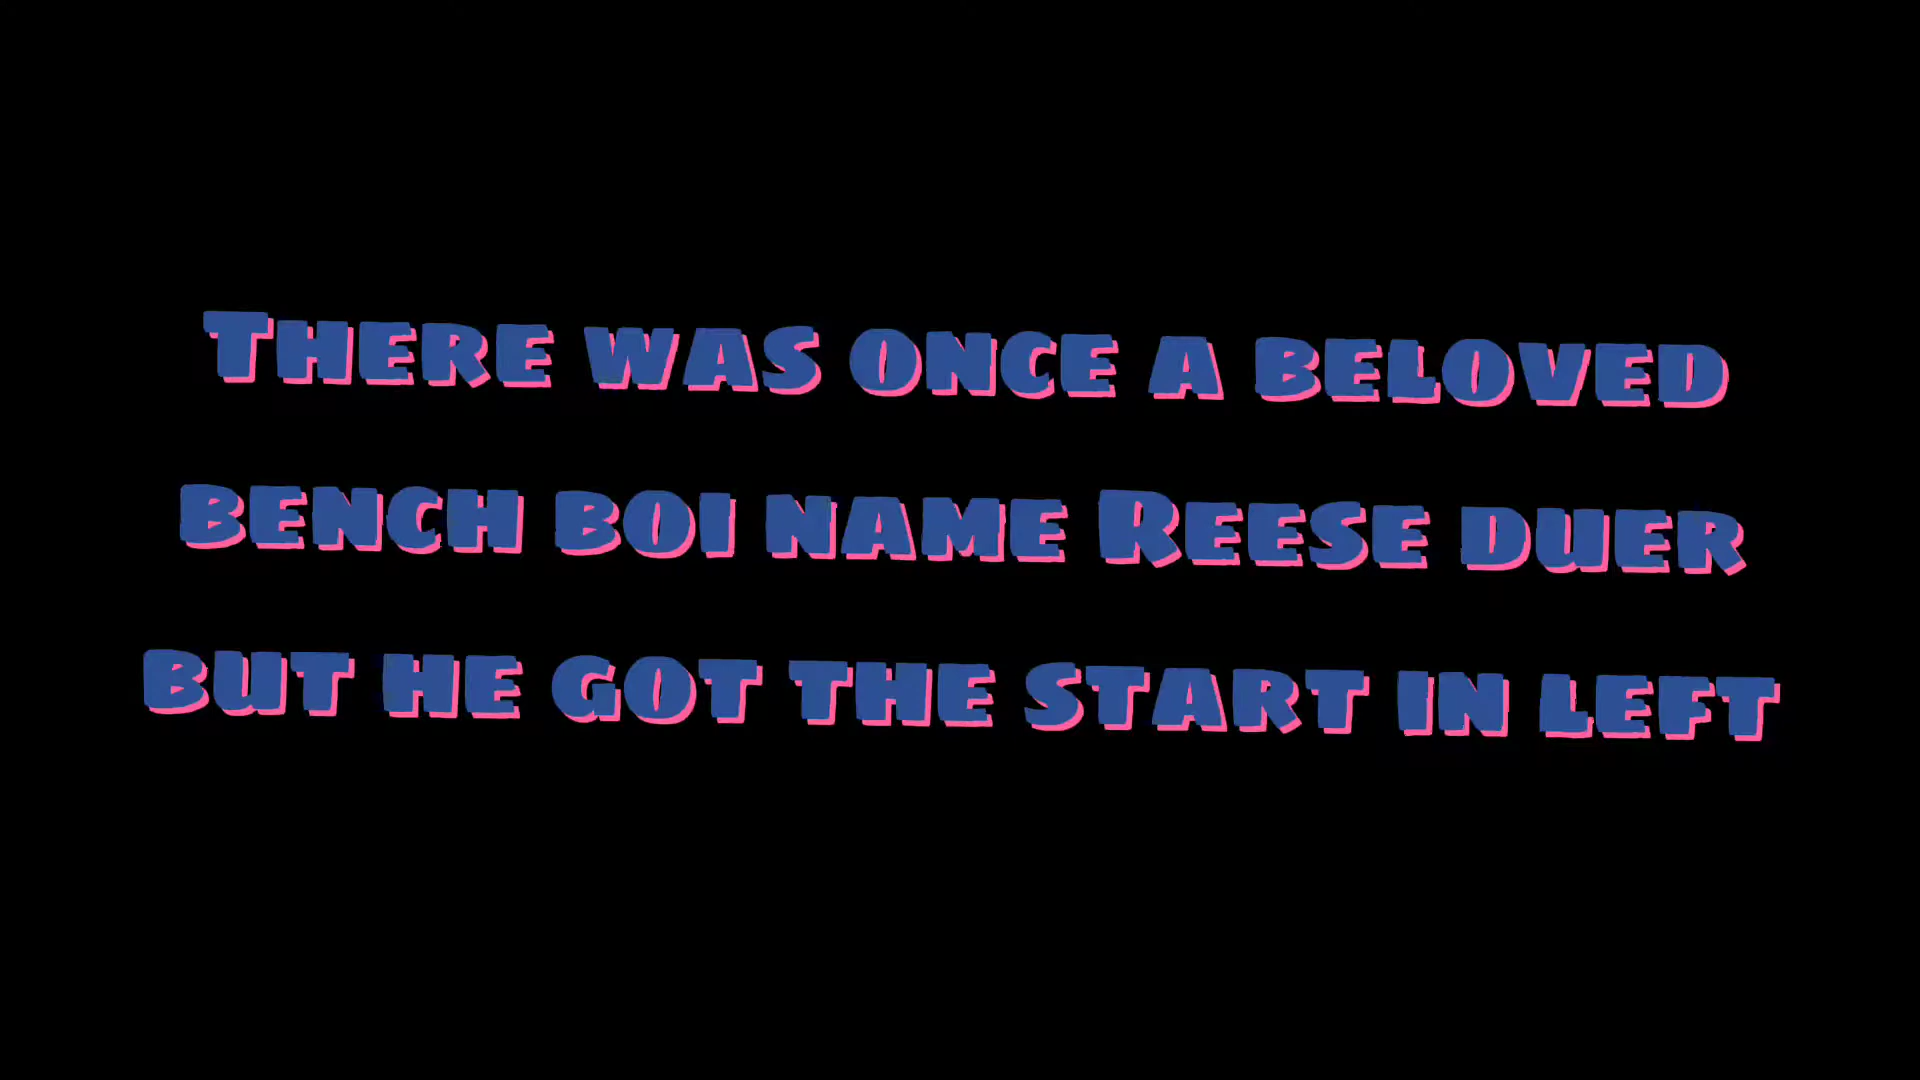 There was once a beloved
bench boi name Reese duer
but he got the start in left